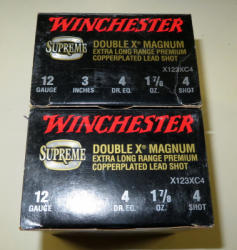 WINCHESTER
SUPREME
DOUBLE X® MAGNUM
EXTRA LONG RANGE PREMIUM
COPPERPLATED LEAD SHOT
X123XC4
12 3 4 1 7/8 4
GAUGE INCHES DR. EQ. OZ. SHOT
WINCHESTER
SUPREME
DOUBLE X® MAGNUM
EXTRA LONG RANGE PREMIUM
COPPERPLATED LEAD SHOT
X123XC4
12 4 1 7/8 4
GAUGE DR. EQ. OZ. SHOT